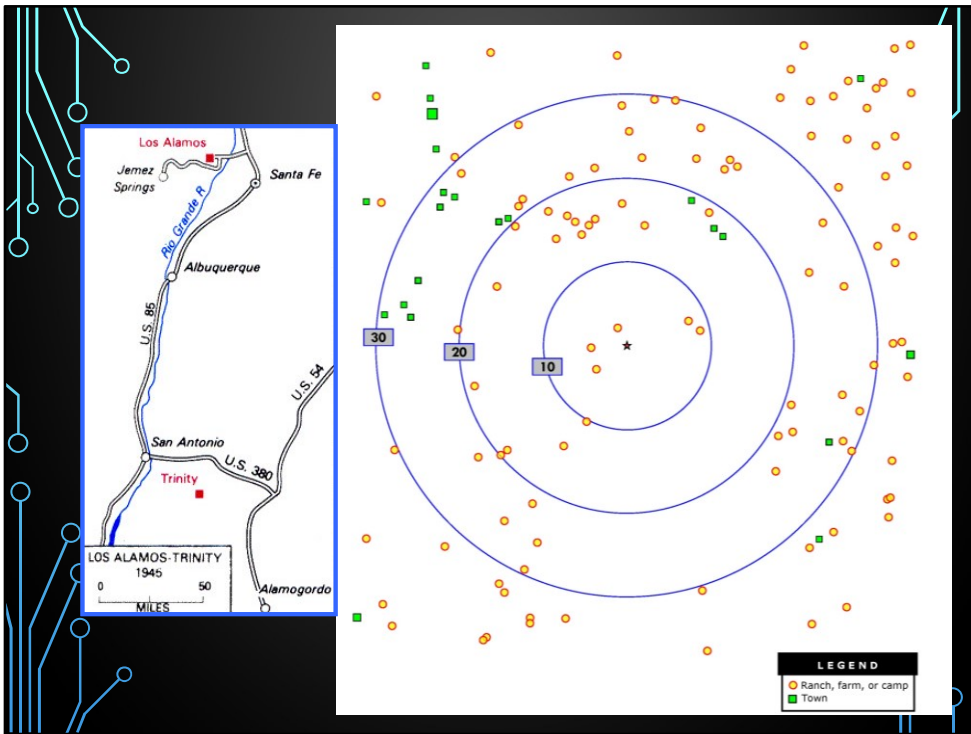 Los Alamos
Jemez
Springs
Santa Fe
Rio Grande R
Albuquerque
U.S. 85
U.S. 54
San Antonio
U.S. 380
Trinity
LOS ALAMOS-TRINITY
1945
0 50
MILES
Alamogordo
30
20
10
LEGEND
Ranch, farm, or camp
Town